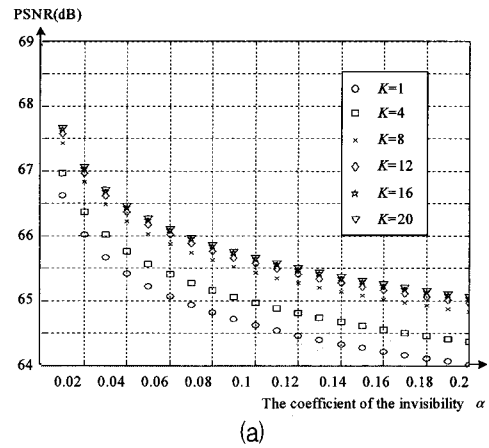 PSNR(dB)
69
68
67
66
65
64
K=1
K=4
K=8
K=12
K=16
K=20
0.02 0.04 0.06 0.08 0.1 0.12 0.14 0.16 0.18 0.2
The coefficient of the invisibility α
(a)